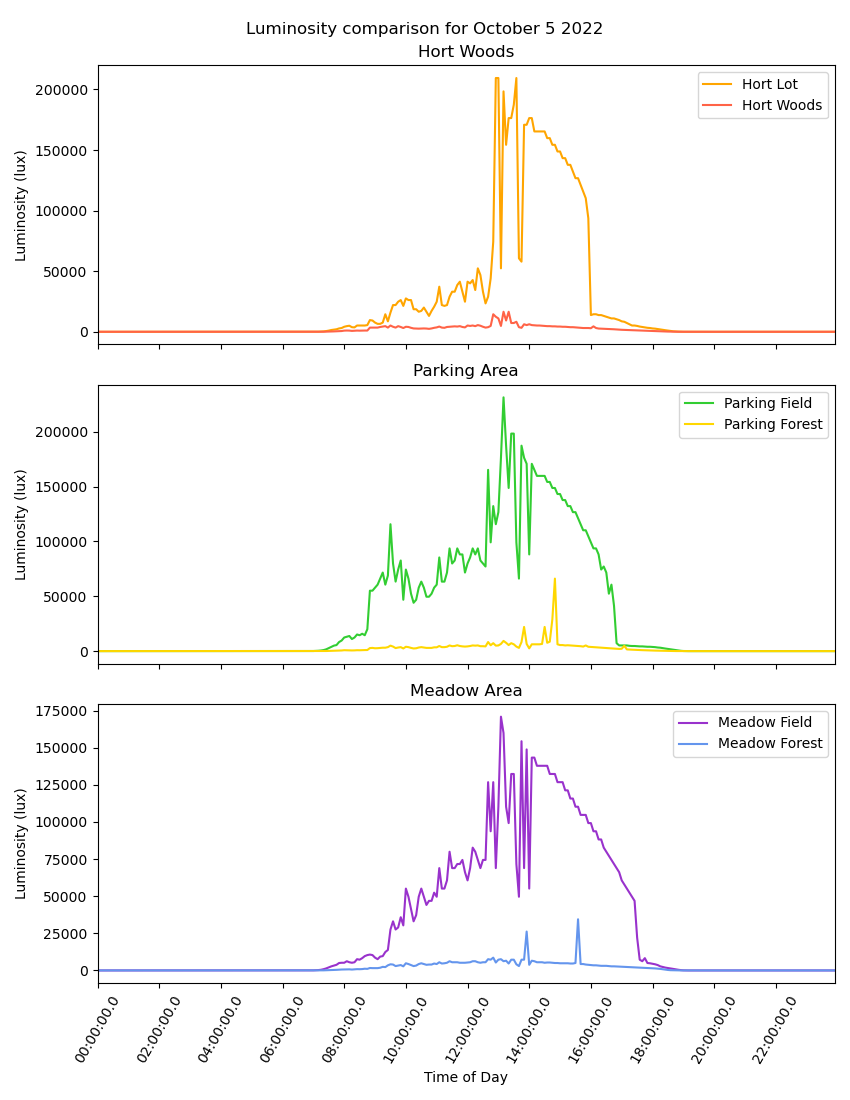 Luminosity comparison for October 5 2022
Hort Woods
Luminosity (lux)
200000
150000
100000
50000
0
Hort Lot
Hort Woods
Parking Area
Luminosity (lux)
200000
150000
100000
50000
0
Parking Field
Parking Forest
Meadow Area
Luminosity (lux)
175000
150000
125000
100000
75000
50000
25000
0
Meadow Field
Meadow Forest
00:00:00.0
02:00:00.0
04:00:00.0
06:00:00.0
08:00:00.0
10:00:00.0
12:00:00.0
14:00:00.0
16:00:00.0
18:00:00.0
20:00:00.0
22:00:00.0
Time of Day